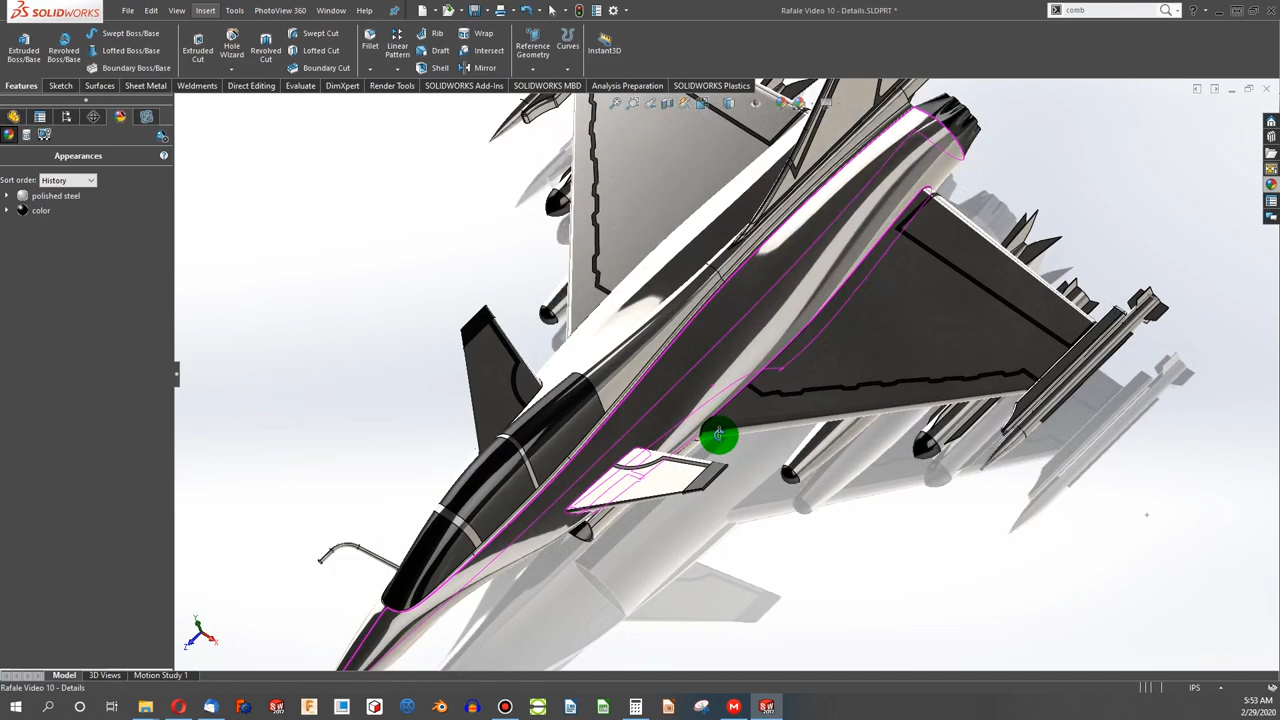 SOLIDWORKS
File Edit View Insert Tools PhotoView 360 Window
Rafale Video 10 - Details.SLDPRT *
comb
Extruded Boss/Base
Revolved Boss/Base
Swept Boss/Base
Lofted Boss/Base
Boundary Boss/Base
Extruded Cut
Hole Wizard
Revolved Cut
Swept Cut
Lofted Cut
Boundary Cut
Fillet
Linear Pattern
Rib
Draft
Shell
Wrap
Intersect
Mirror
Reference Geometry
Curves
Instant3D
Features Sketch Surfaces Sheet Metal Weldments Direct Editing Evaluate DimXpert Render Tools SOLIDWORKS Add-Ins SOLIDWORKS MBD Analysis Preparation SOLIDWORKS Plastics
Appearances
Sort order: History
polished steel
color
Y
Z
X
Model 3D Views Motion Study 1
Rafale Video 10 - Details
IPS
5:53 AM
2/29/2020